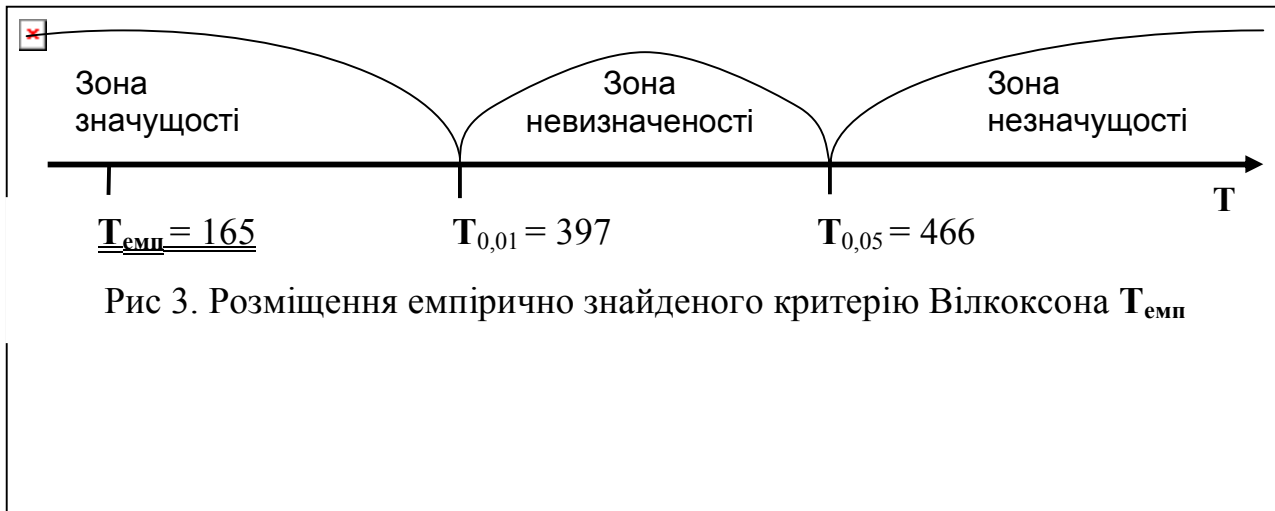 Зона
значущості
Зона
невизначеності
Зона
незначущості
T
Tемп = 165
T0,01 = 397
T0,05 = 466
Рис 3. Розміщення емпірично знайденого критерію Вілкоксона Темп